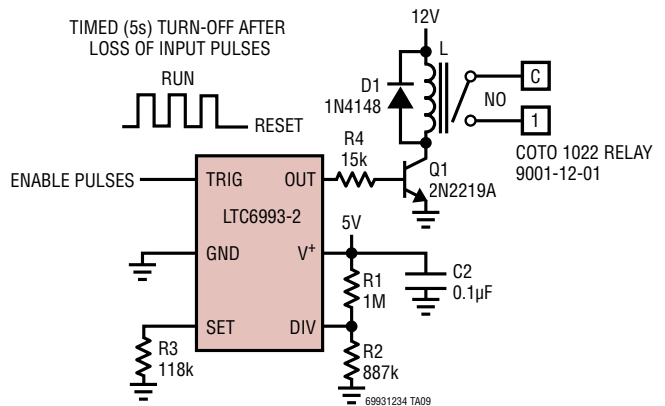 TIMED (5s) TURN-OFF AFTER
LOSS OF INPUT PULSES
RUN
RESET
12V
L
D1
1N4148
NO
C
1
COTO 1022 RELAY
9001-12-01
R4
15k
Q1
2N2219A
ENABLE PULSES
TRIG
OUT
LTC6993-2
GND
V+
5V
C2
0.1µF
R1
1M
SET
DIV
R3
118k
R2
887k
69931234 TA09